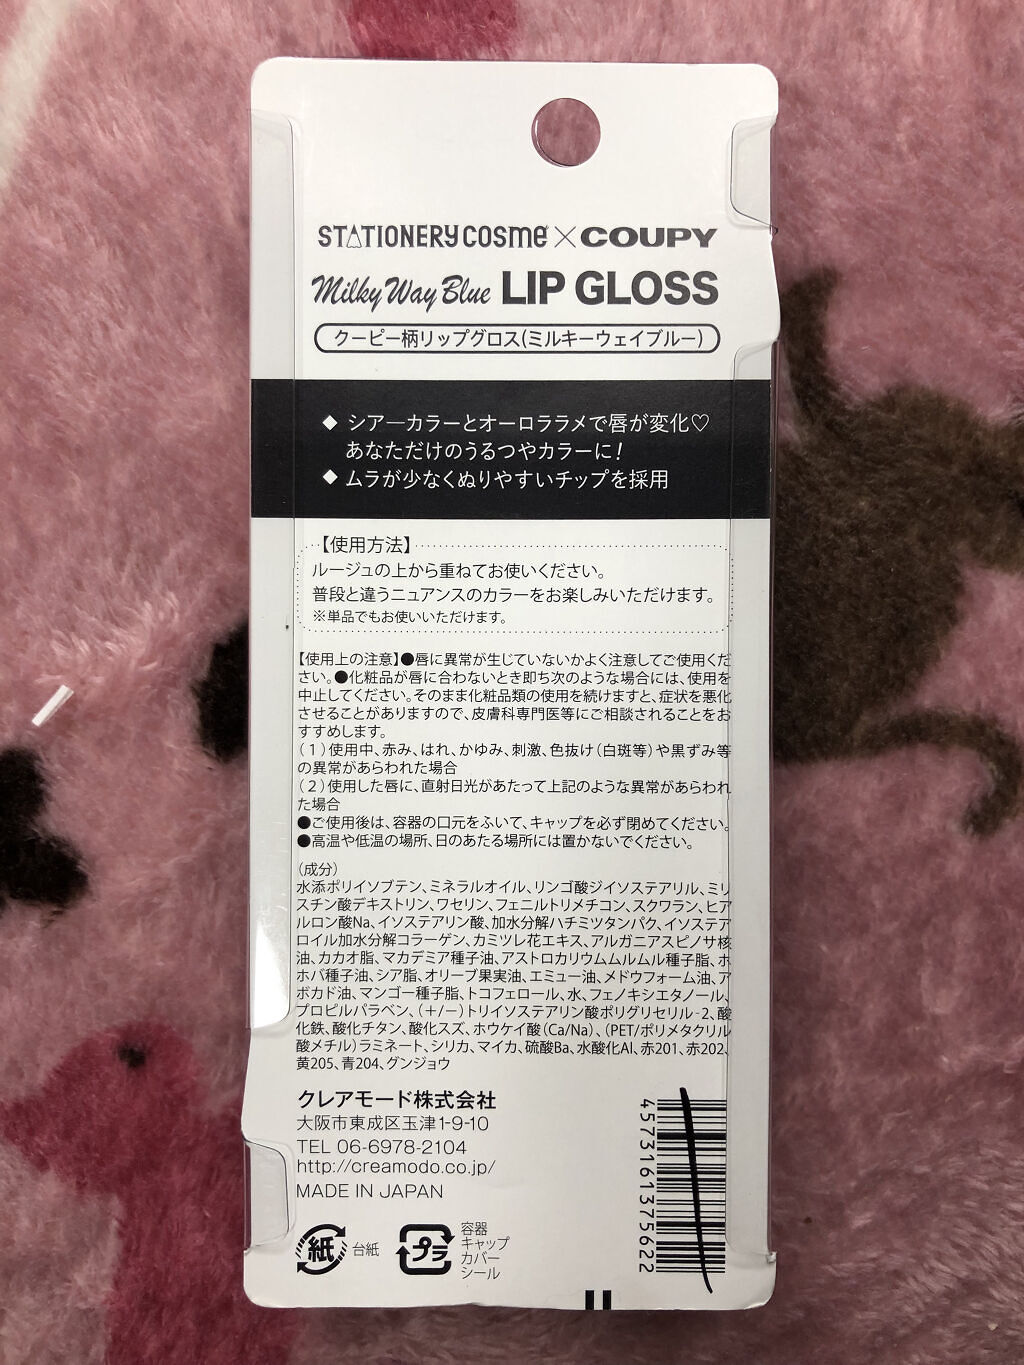 STATIONERY COSME × COUPY
Milky Way Blue LIP GLOSS
クーピー柄リップグロス(ミルキーウェイブルー)
◆ シアーカラーとオーロララメで唇が変化♡
あなただけのうるつやカラーに!
◆ ムラが少なくぬりやすいチップを採用
【使用方法】
ルージュの上から重ねてお使いください。
普段と違うニュアンスのカラーをお楽しみいただけます。
※単品でもお使いいただけます。
【使用上の注意】●唇に異常が生じていないかよく注意してご使用くだ
さい。●化粧品が唇に合わないとき即ち次のような場合には、使用を
中止してください。そのまま化粧品類の使用を続けますと、症状を悪化
させることがありますので、皮膚科専門医等にご相談されることをお
すすめします。
(1)使用中、赤み、はれ、かゆみ、刺激、色抜け(白斑等)や黒ずみ等
の異常があらわれた場合
(2)使用した唇に、直射日光があたって上記のような異常があらわれ
た場合
●ご使用後は、容器の口元をふいて、キャップを必ず閉めてください。
●高温や低温の場所、日のあたる場所には置かないでください。
(成分)
水添ポリイソブテン、ミネラルオイル、リンゴ酸ジイソステアリル、ミリ
スチン酸デキストリン、ワセリン、フェニルトリメチコン、スクワラン、ヒア
ルロン酸Na、イソステアリン酸、加水分解ハチミツタンパク、イソステア
ロイル加水分解コラーゲン、カミツレ花エキス、アルガニアスピノサ核
油、カカオ脂、マカデミア種子油、アストロカリウムムルムル種子脂、ホ
ホバ種子油、シア脂、オリーブ果実油、エミュー油、メドウフォーム油、ア
ボカド油、マンゴー種子脂、トコフェロール、水、フェノキシエタノール、
プロピルパラベン、(+/−)トリイソステアリン酸ポリグリセリル-2、酸
化鉄、酸化チタン、酸化スズ、ホウケイ酸(Ca/Na)、(PET/ポリメタクリル
酸メチル)ラミネート、シリカ、マイカ、硫酸Ba、水酸化Al、赤201、赤202、
黄205、青204、グンジョウ
クレアモード株式会社
大阪市東成区玉津1-9-10
TEL 06-6978-2104
http://creamodo.co.jp/
MADE IN JAPAN
紙 台紙
プラ 容器
キャップ
カバー
シール
4573161375622